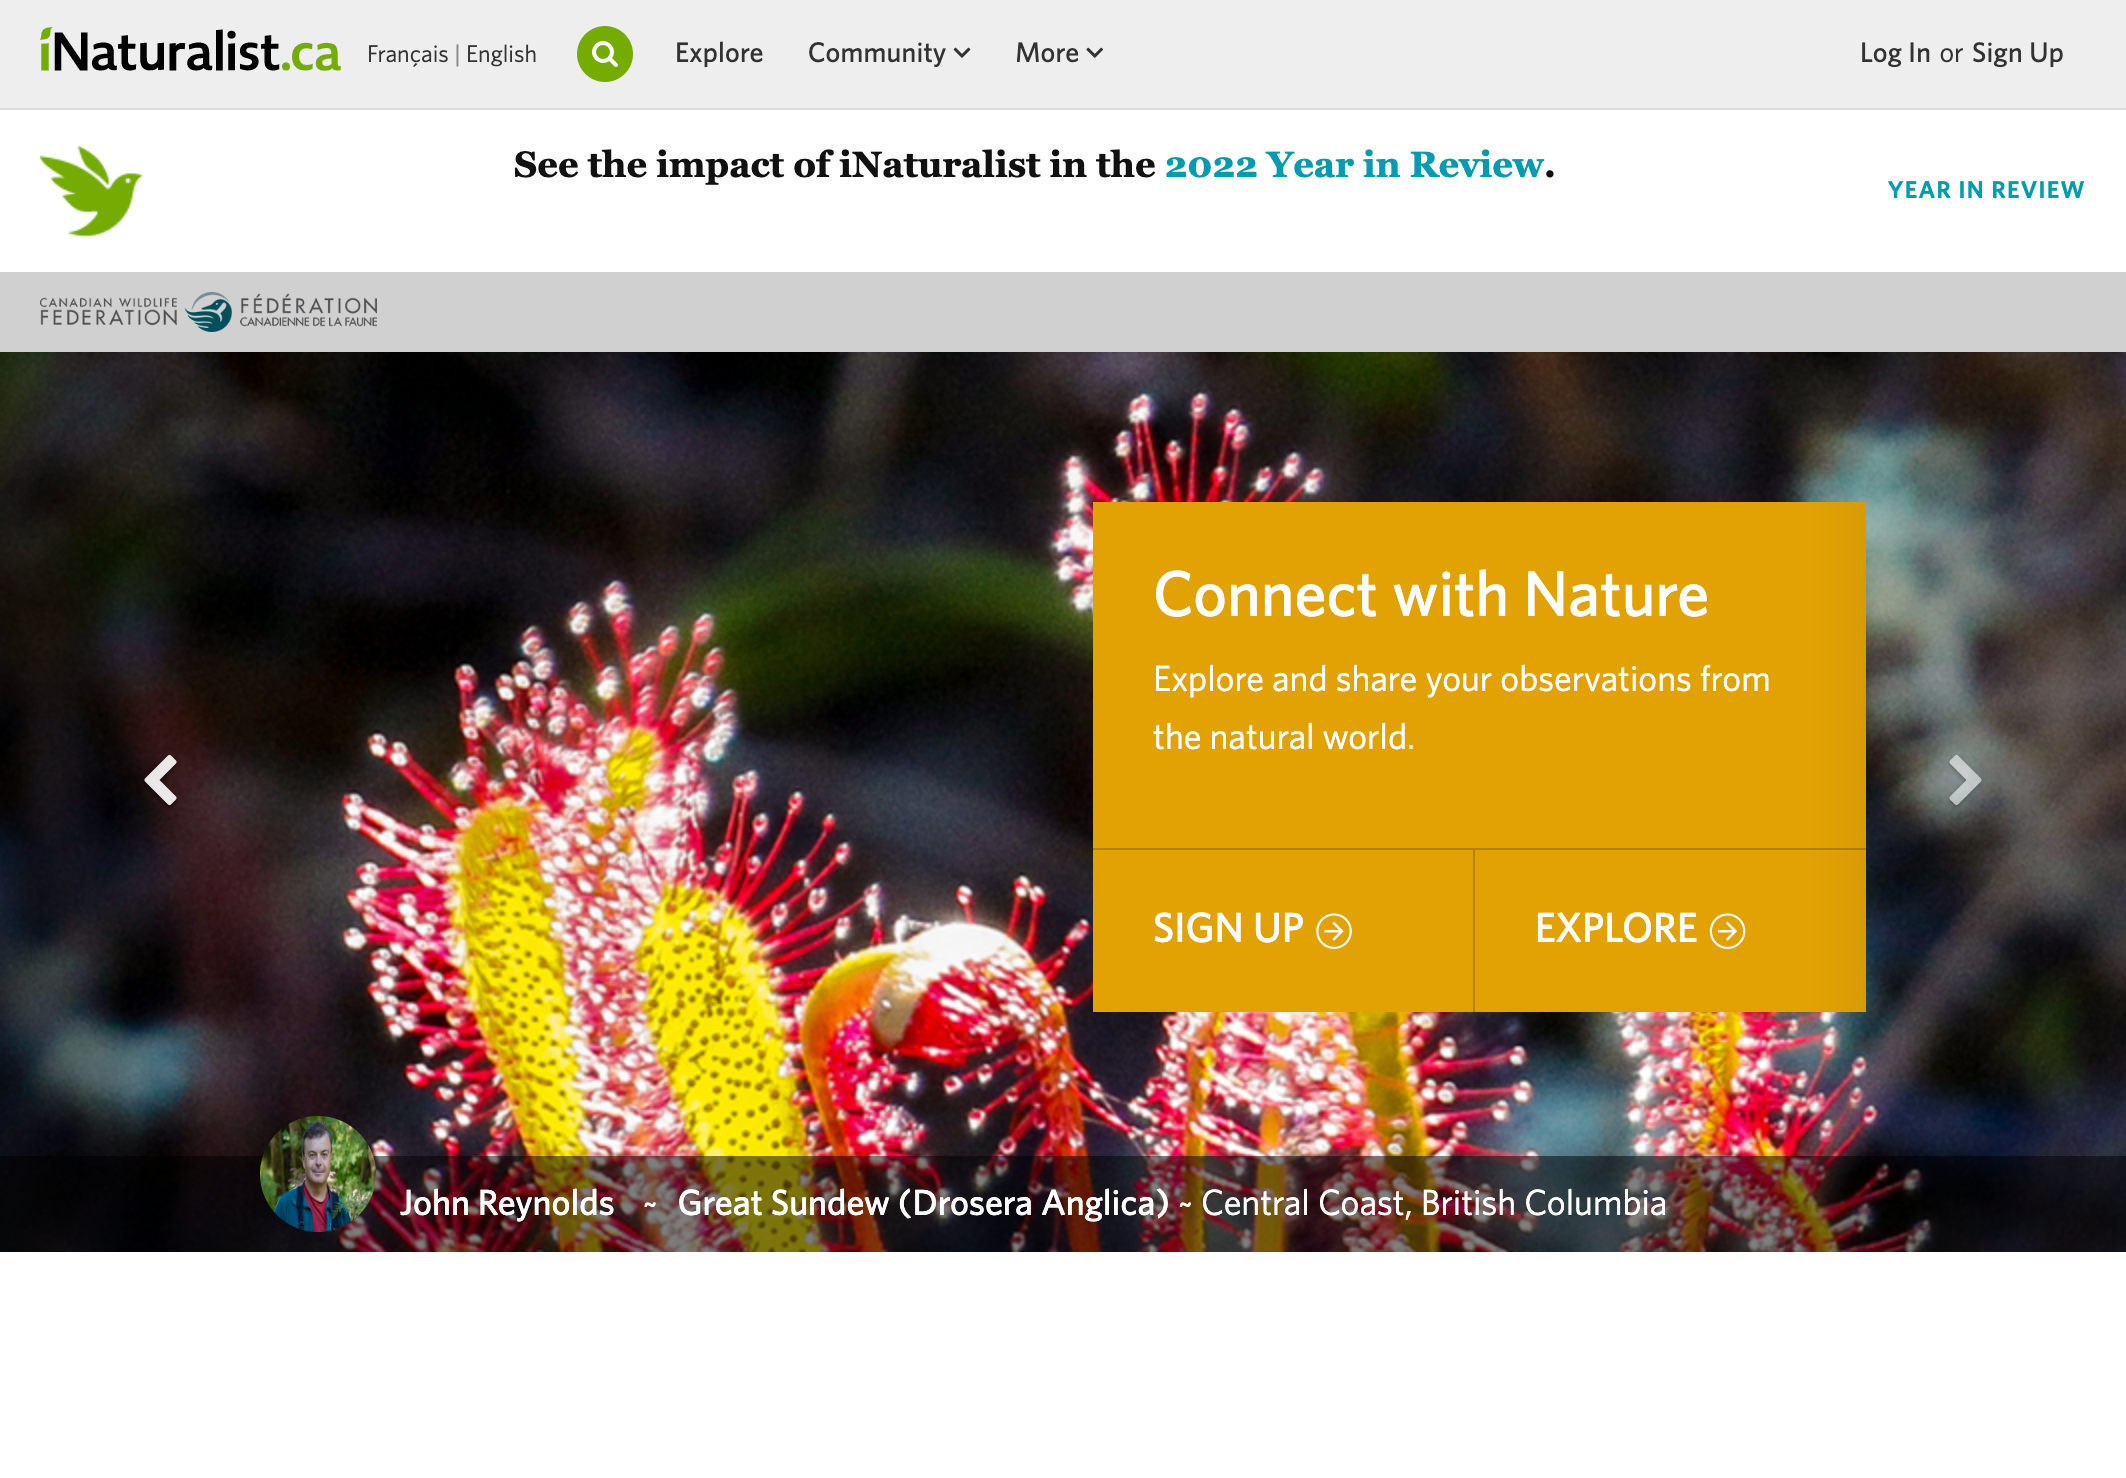 iNaturalist.ca Français | English Explore Community More Log In or Sign Up
See the impact of iNaturalist in the 2022 Year in Review.
YEAR IN REVIEW
CANADIAN WILDLIFE FEDERATION
FÉDÉRATION CANADIENNE DE LA FAUNE
Connect with Nature
Explore and share your observations from
the natural world.
SIGN UP EXPLORE
John Reynolds ~ Great Sundew (Drosera Anglica) ~ Central Coast, British Columbia